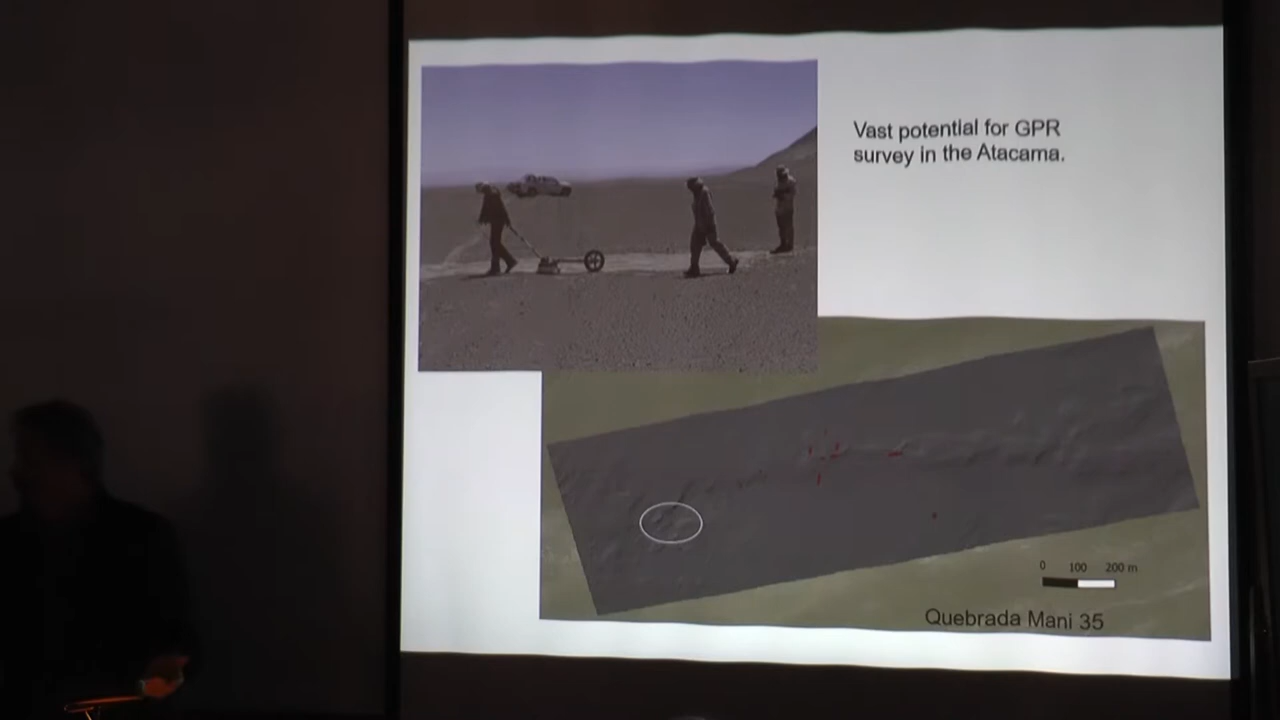 Vast potential for GPR
survey in the Atacama.
0 100 200 m
Quebrada Mani 35